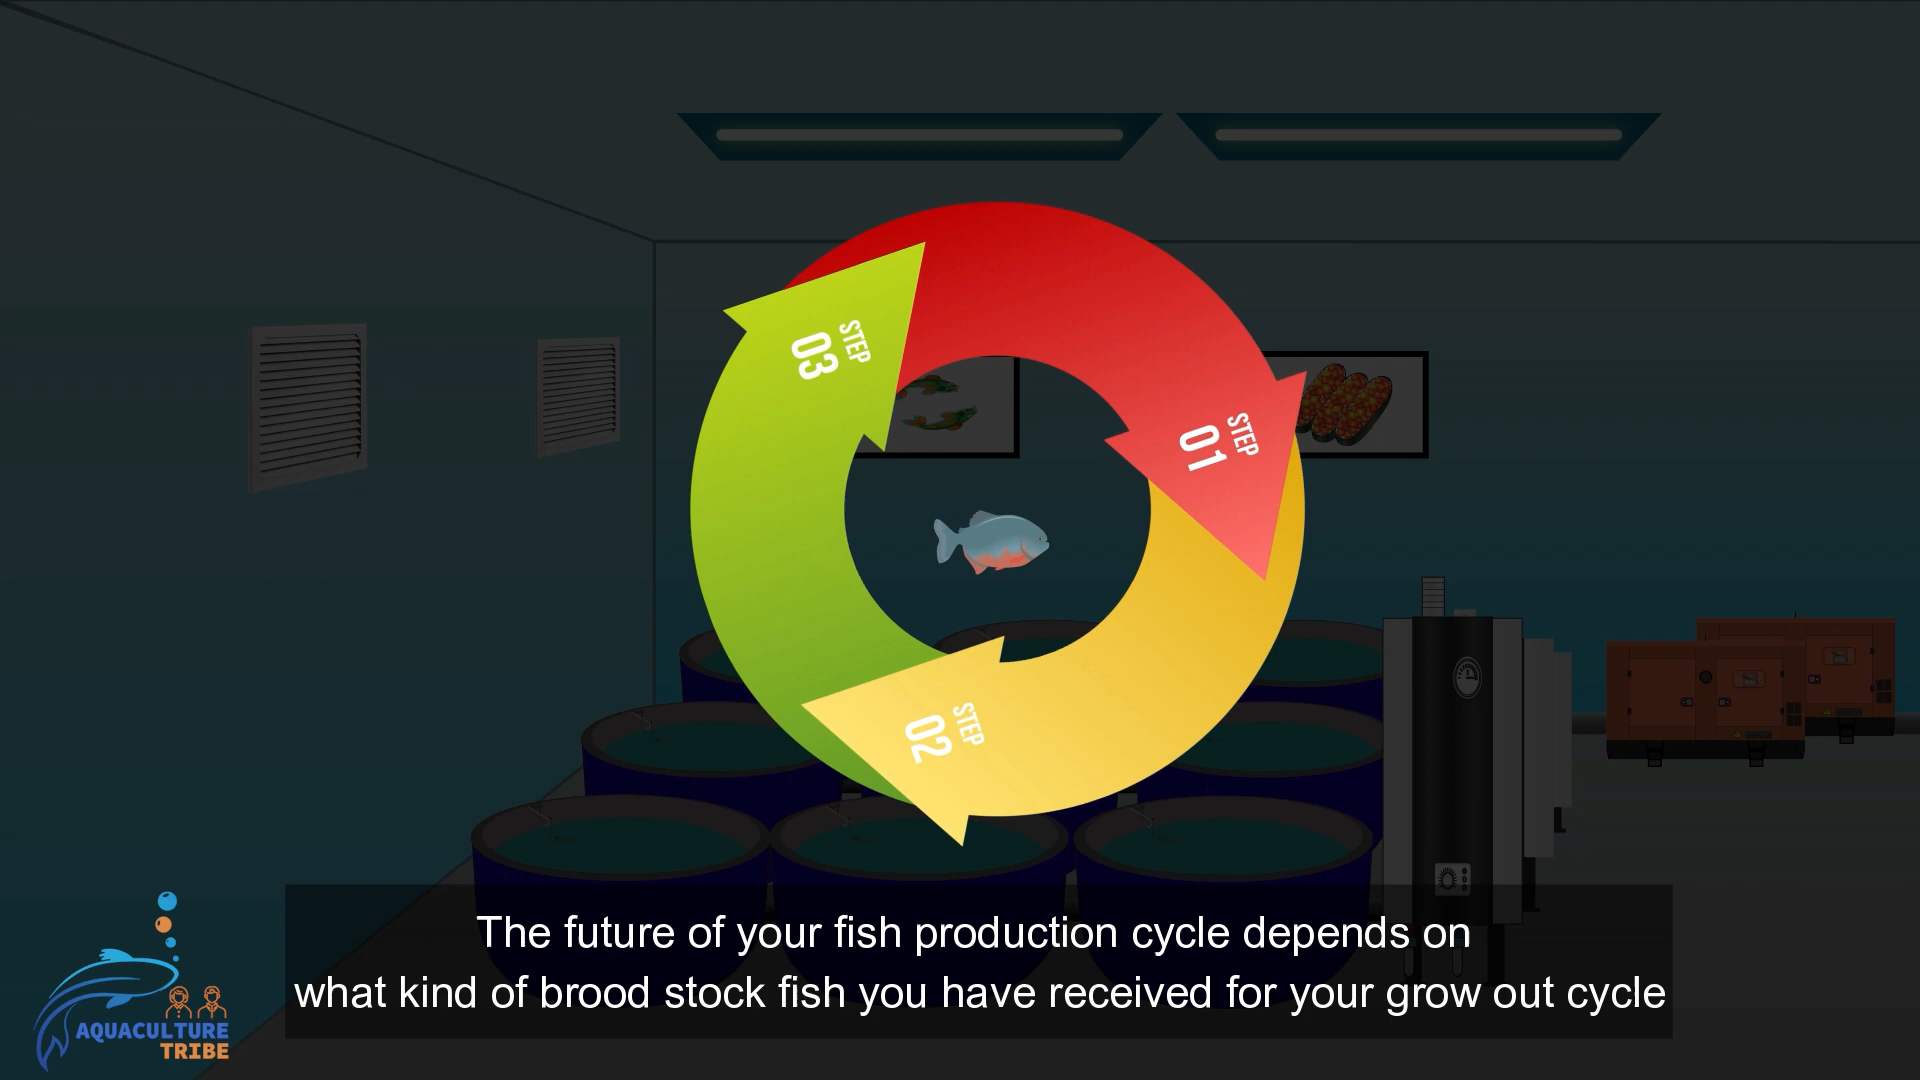 STEP
03
STEP
01
STEP
02
The future of your fish production cycle depends on
what kind of brood stock fish you have received for your grow out cycle
AQUACULTURE
TRIBE